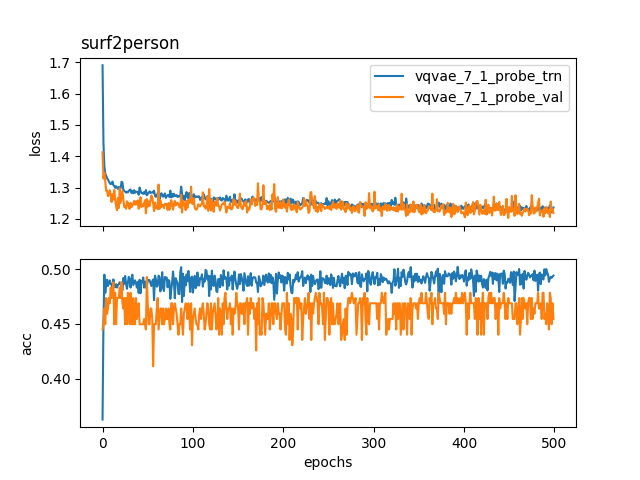 surf2person
1.7
1.6
1.5
1.4
1.3
1.2
loss
vqvae_7_1_probe_trn
vqvae_7_1_probe_val
0.50
0.45
0.40
acc
0 100 200 300 400 500
epochs